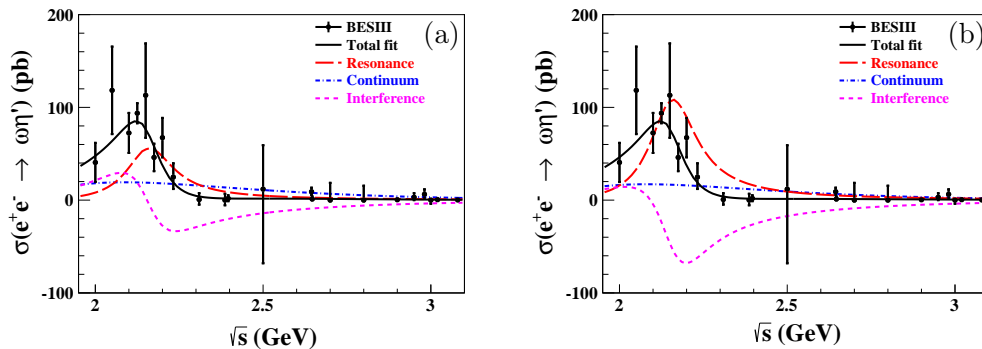 200
100
0
-100
σ(e⁺e⁻ → ωη') (pb)
(a)
BESIII
Total fit
Resonance
Continuum
Interference
2
2.5
3
√s (GeV)
200
100
0
-100
σ(e⁺e⁻ → ωη') (pb)
(b)
BESIII
Total fit
Resonance
Continuum
Interference
2
2.5
3
√s (GeV)